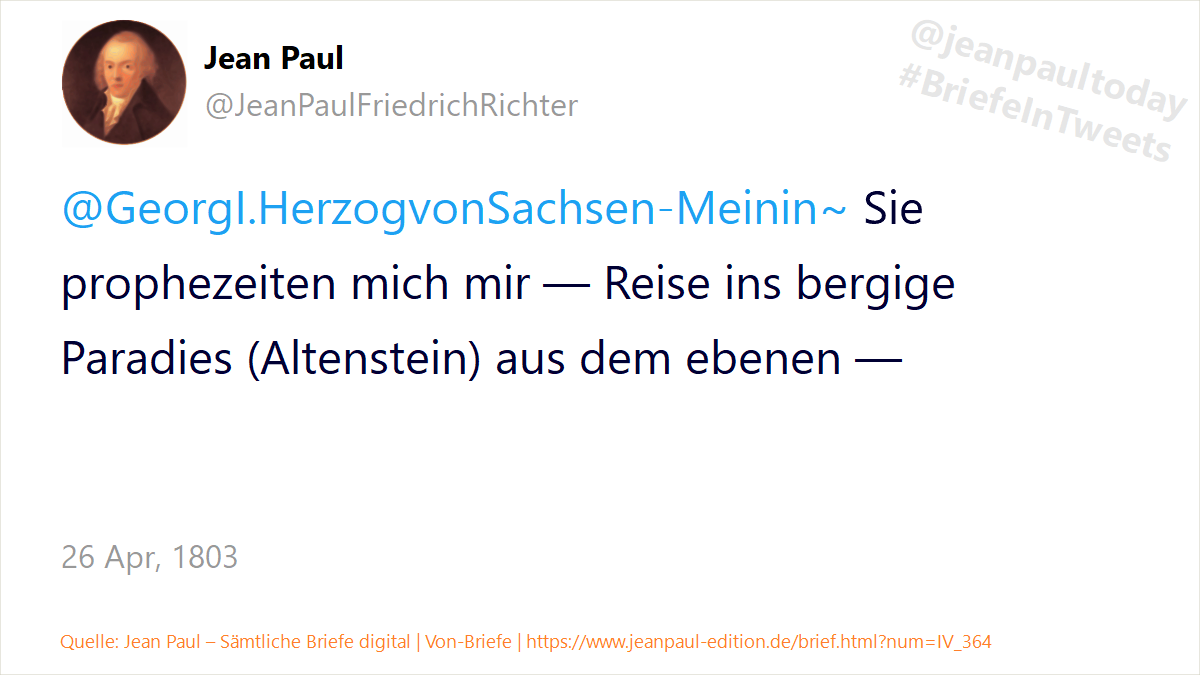 Jean Paul
@JeanPaulFriedrichRichter
@jeanpaultoday
#BriefeInTweets
@GeorgI.HerzogvonSachsen-Meinin~ Sie
prophezeiten mich mir — Reise ins bergige
Paradies (Altenstein) aus dem ebenen —
26 Apr, 1803
Quelle: Jean Paul – Sämtliche Briefe digital | Von-Briefe | https://www.jeanpaul-edition.de/brief.html?num=IV_364